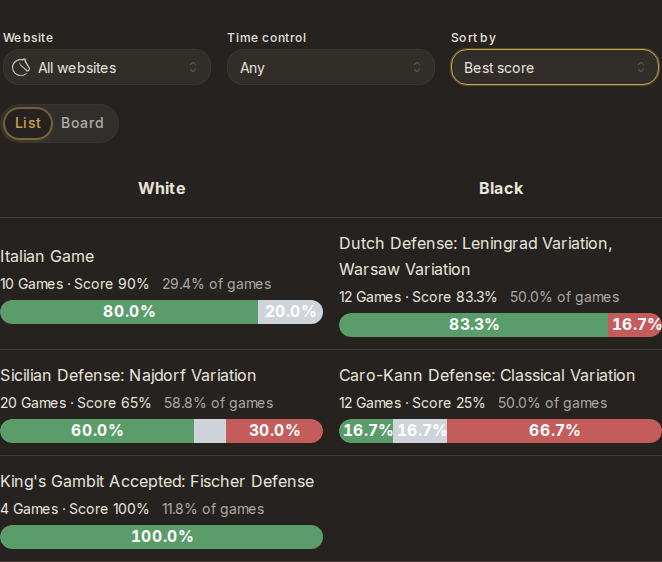 Website
Time control
Sort by
All websites
Any
Best score
List
Board
White
Black
Italian Game
10 Games · Score 90% 29.4% of games
80.0% 20.0%
Dutch Defense: Leningrad Variation,
Warsaw Variation
12 Games · Score 83.3% 50.0% of games
83.3% 16.7%
Sicilian Defense: Najdorf Variation
20 Games · Score 65% 58.8% of games
60.0% 30.0%
Caro-Kann Defense: Classical Variation
12 Games · Score 25% 50.0% of games
16.7% 16.7% 66.7%
King's Gambit Accepted: Fischer Defense
4 Games · Score 100% 11.8% of games
100.0%